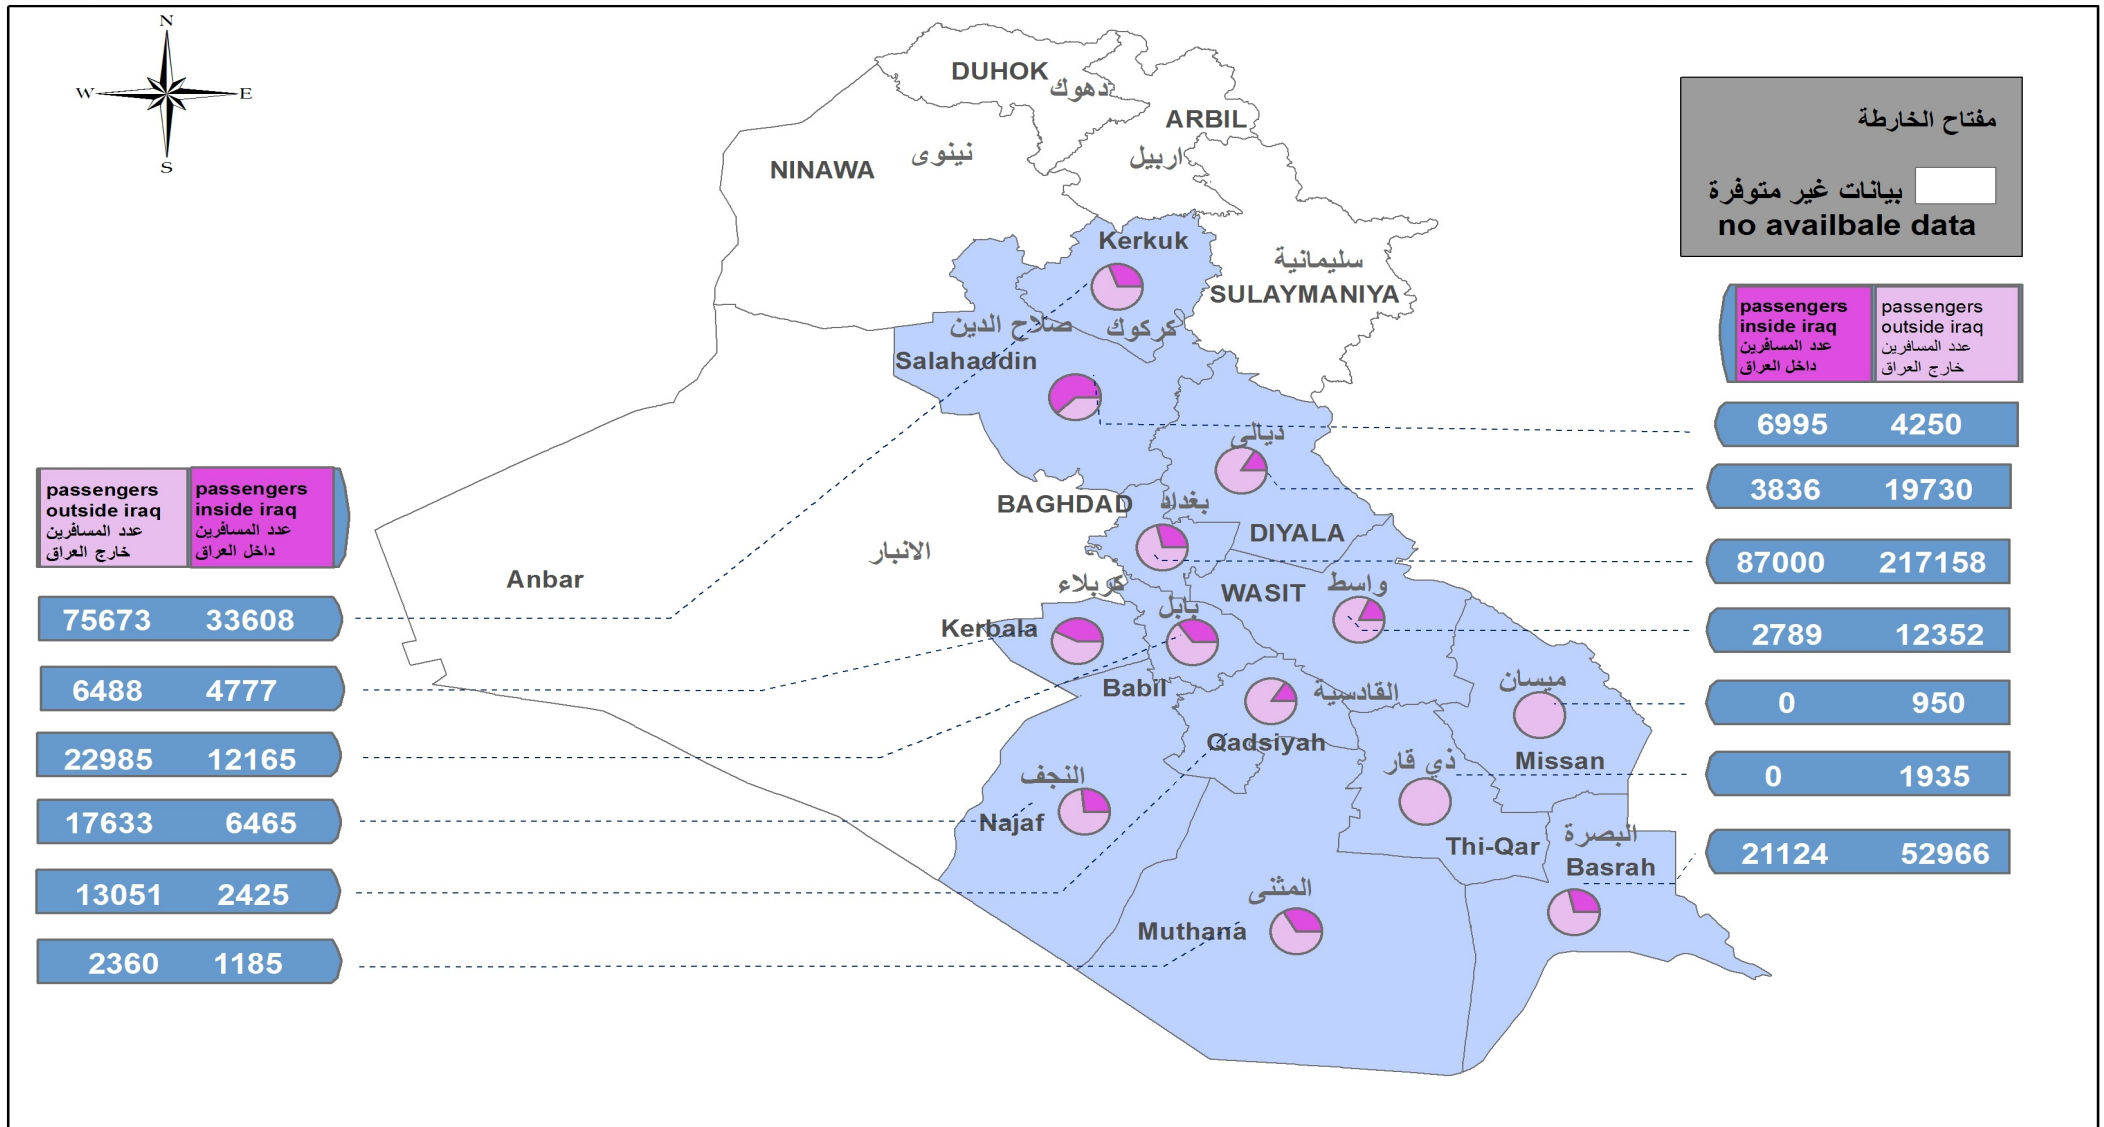 N
W E
S
DUHOK
دهوك
ARBIL
اربيل
NINAWA
نينوى
Kerkuk
كركوك
سليمانية
SULAYMANIYA
صلاح الدين
Salahaddin
ديالى
DIYALA
BAGHDAD
بغداد
Anbar
الانبار
كربلاء
Kerbala
بابل
Babil
WASIT
واسط
القادسية
Qadsiyah
ميسان
Missan
النجف
Najaf
ذي قار
Thi-Qar
البصرة
Basrah
المثنى
Muthana
مفتاح الخارطة
بيانات غير متوفرة
no availbale data
passengers
inside iraq
عدد المسافرين
داخل العراق
passengers
outside iraq
عدد المسافرين
خارج العراق
6995 4250
3836 19730
87000 217158
2789 12352
0 950
0 1935
21124 52966
passengers
outside iraq
عدد المسافرين
خارج العراق
passengers
inside iraq
عدد المسافرين
داخل العراق
75673 33608
6488 4777
22985 12165
17633 6465
13051 2425
2360 1185